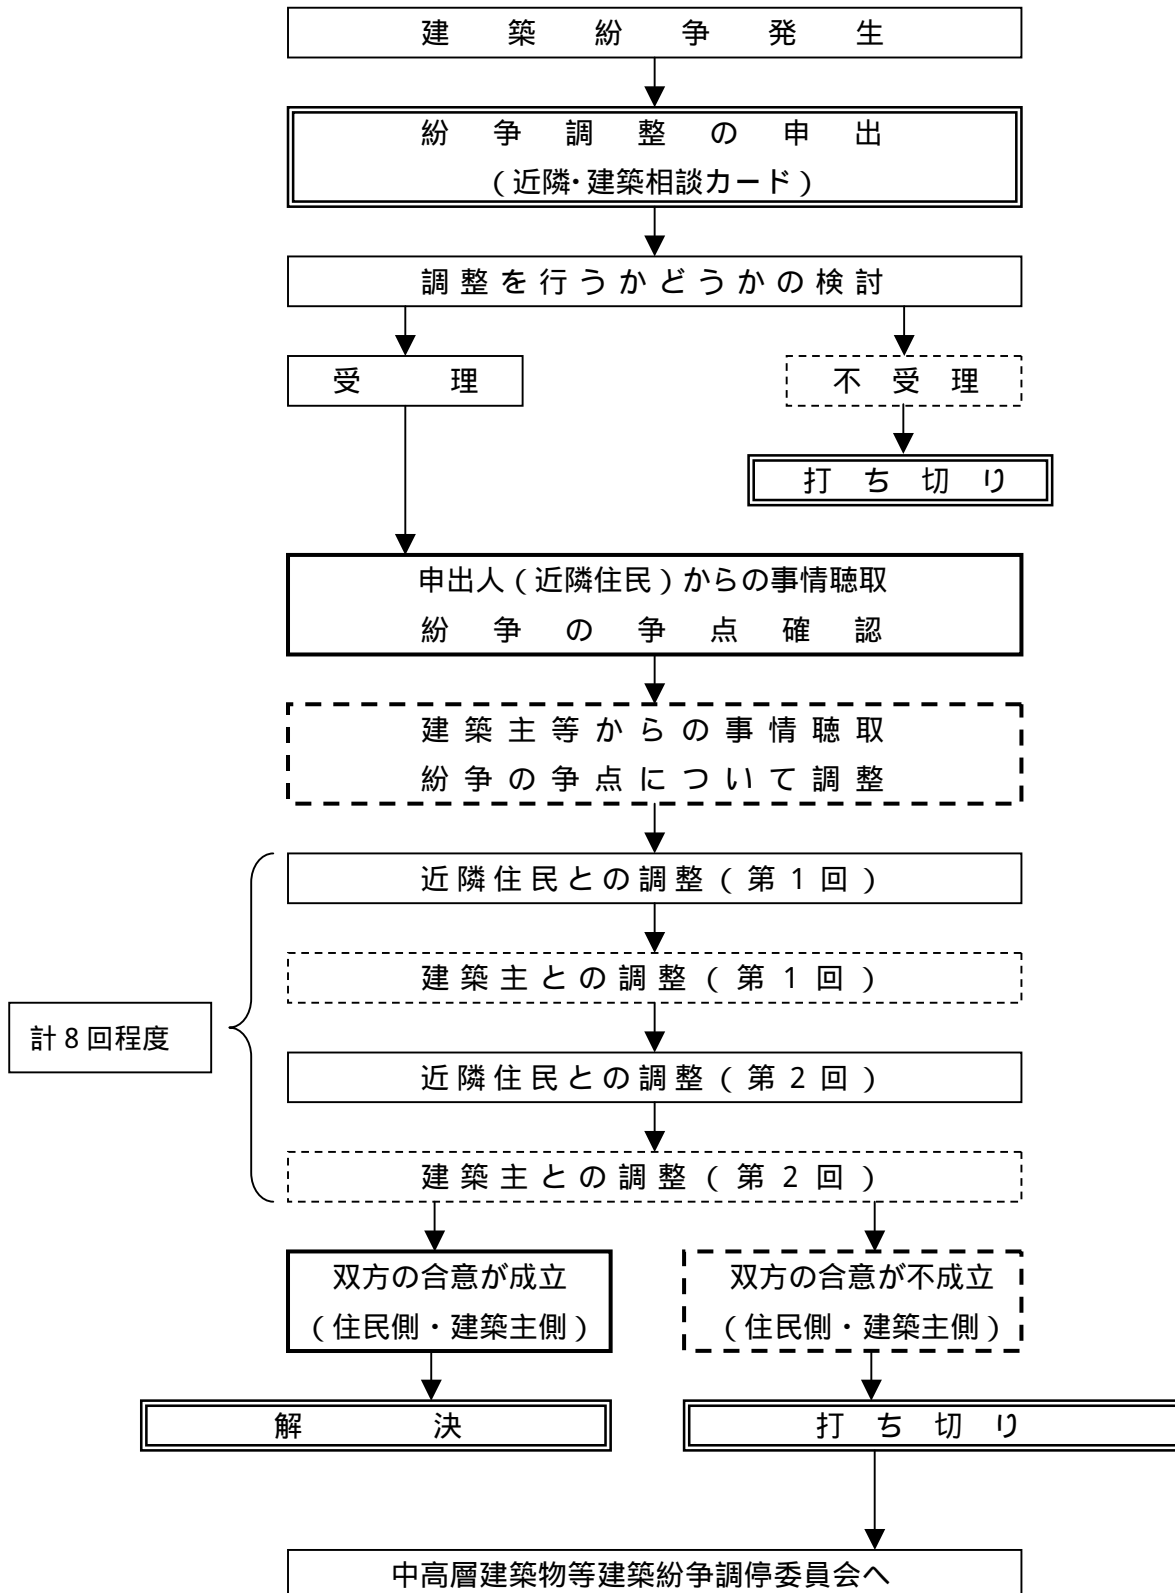 建築紛争発生
紛争調整の申出
(近隣・建築相談カード)
調整を行うかどうかの検討
受理
不受理
打ち切り
申出人(近隣住民)からの事情聴取
紛争の争点確認
建築主等からの事情聴取
紛争の争点について調整
近隣住民との調整(第1回)
建築主との調整(第1回)
計8回程度
近隣住民との調整(第2回)
建築主との調整(第2回)
双方の合意が成立
(住民側・建築主側)
双方の合意が不成立
(住民側・建築主側)
解決
打ち切り
中高層建築物等建築紛争調停委員会へ